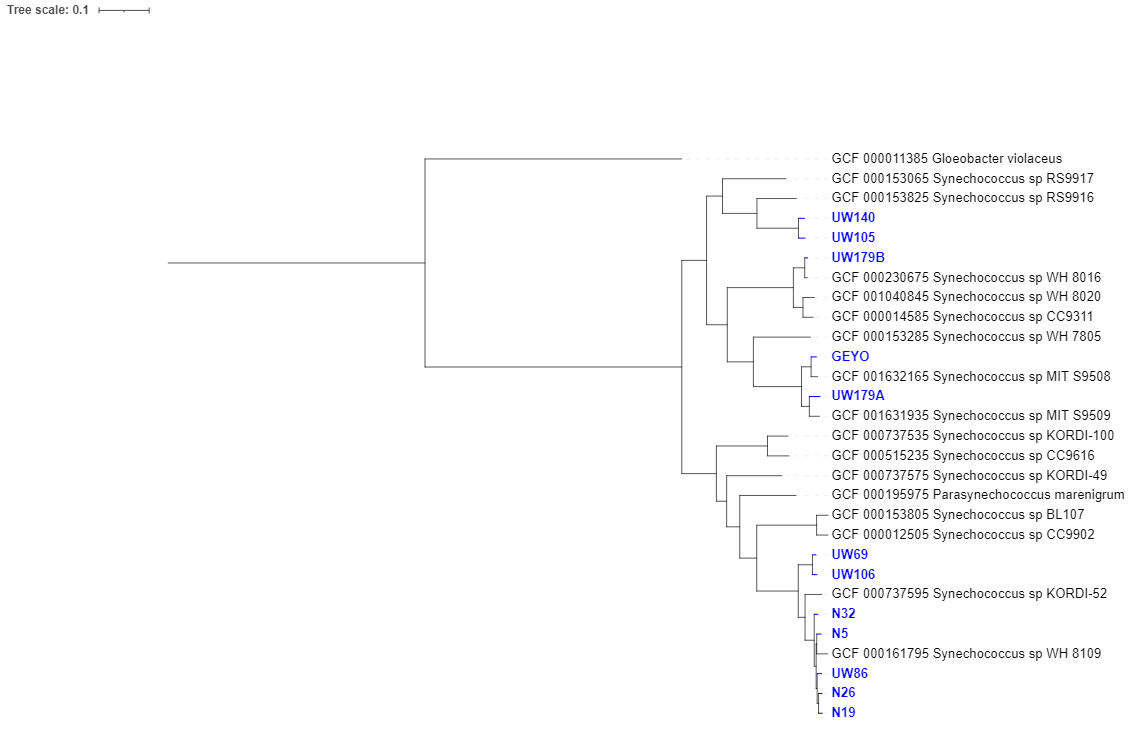 Tree scale: 0.1
GCF 000011385 Gloeobacter violaceus
GCF 000153065 Synechococcus sp RS9917
GCF 000153825 Synechococcus sp RS9916
UW140
UW105
UW179B
GCF 000230675 Synechococcus sp WH 8016
GCF 001040845 Synechococcus sp WH 8020
GCF 000014585 Synechococcus sp CC9311
GCF 000153285 Synechococcus sp WH 7805
GEYO
GCF 001632165 Synechococcus sp MIT S9508
UW179A
GCF 001631935 Synechococcus sp MIT S9509
GCF 000737535 Synechococcus sp KORDI-100
GCF 000515235 Synechococcus sp CC9616
GCF 000737575 Synechococcus sp KORDI-49
GCF 000195975 Parasynechococcus marenigrum
GCF 000153805 Synechococcus sp BL107
GCF 000012505 Synechococcus sp CC9902
UW69
UW106
GCF 000737595 Synechococcus sp KORDI-52
N32
N5
GCF 000161795 Synechococcus sp WH 8109
UW86
N26
N19